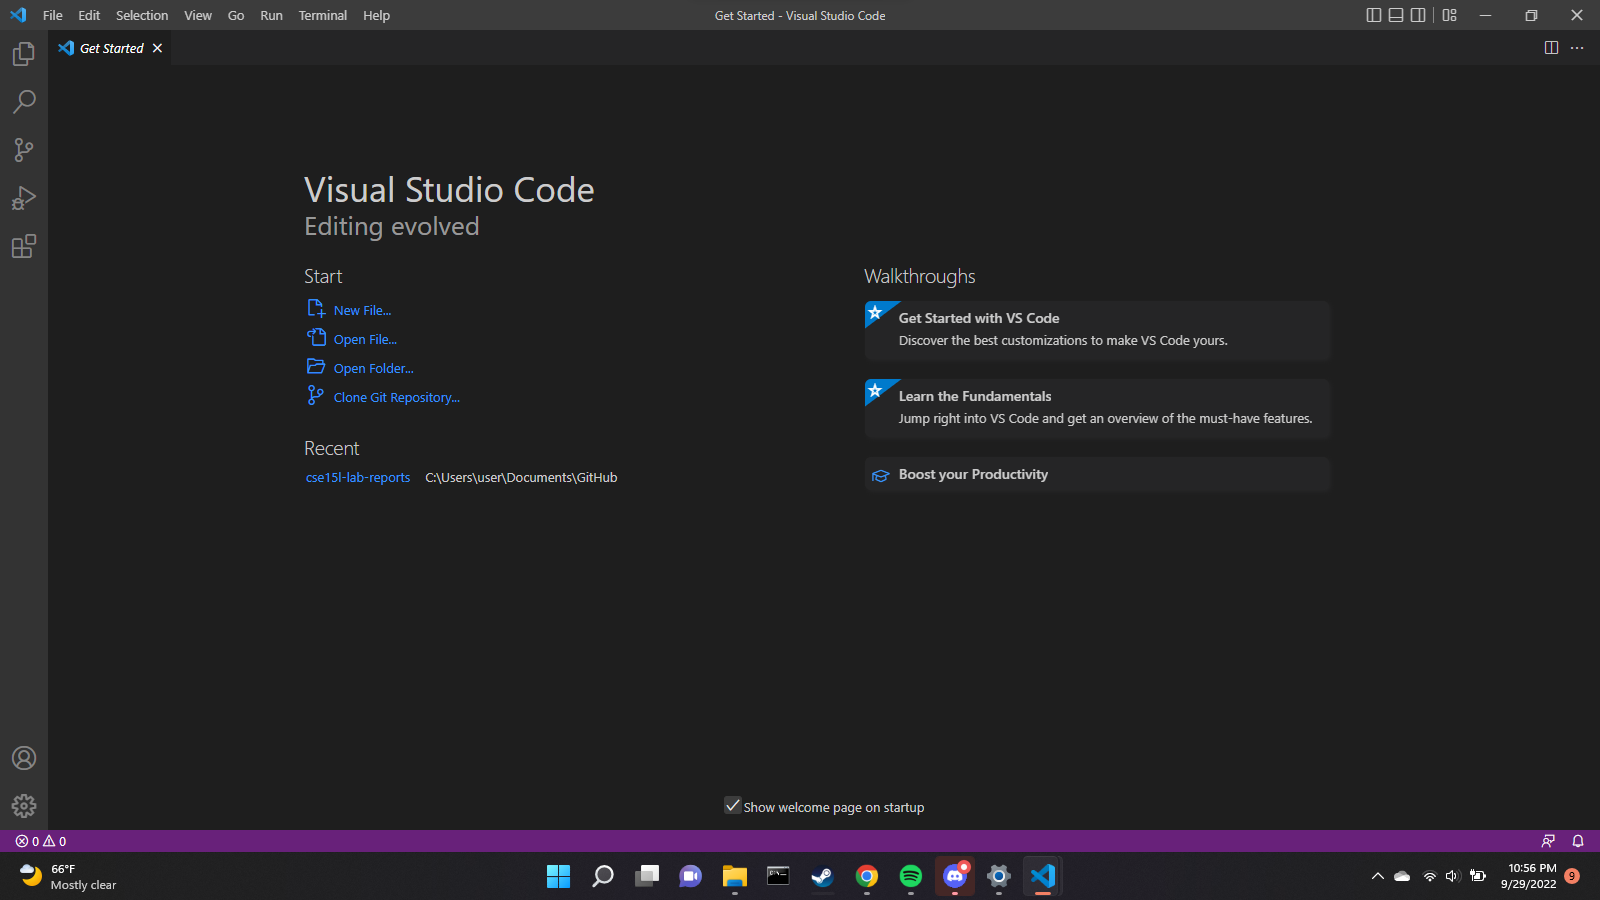 File Edit Selection View Go Run Terminal Help
Get Started - Visual Studio Code
Get Started
Visual Studio Code
Editing evolved
Start
New File...
Open File...
Open Folder...
Clone Git Repository...
Recent
cse15l-lab-reports C:\Users\user\Documents\GitHub
Walkthroughs
Get Started with VS Code
Discover the best customizations to make VS Code yours.
Learn the Fundamentals
Jump right into VS Code and get an overview of the must-have features.
Boost your Productivity
Show welcome page on startup
0 0
66°F
Mostly clear
10:56 PM
9/29/2022
9